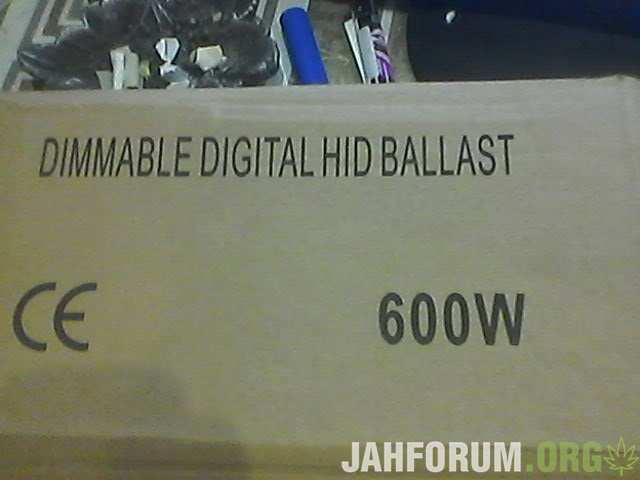 DIMMABLE DIGITAL HID BALLAST
CE
600W
JAHFORUM.ORG